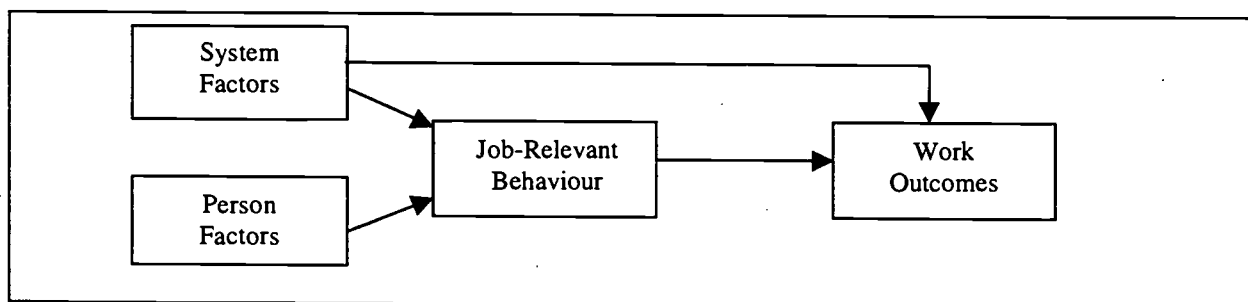 System
Factors
Job-Relevant
Behaviour
Work
Outcomes
Person
Factors